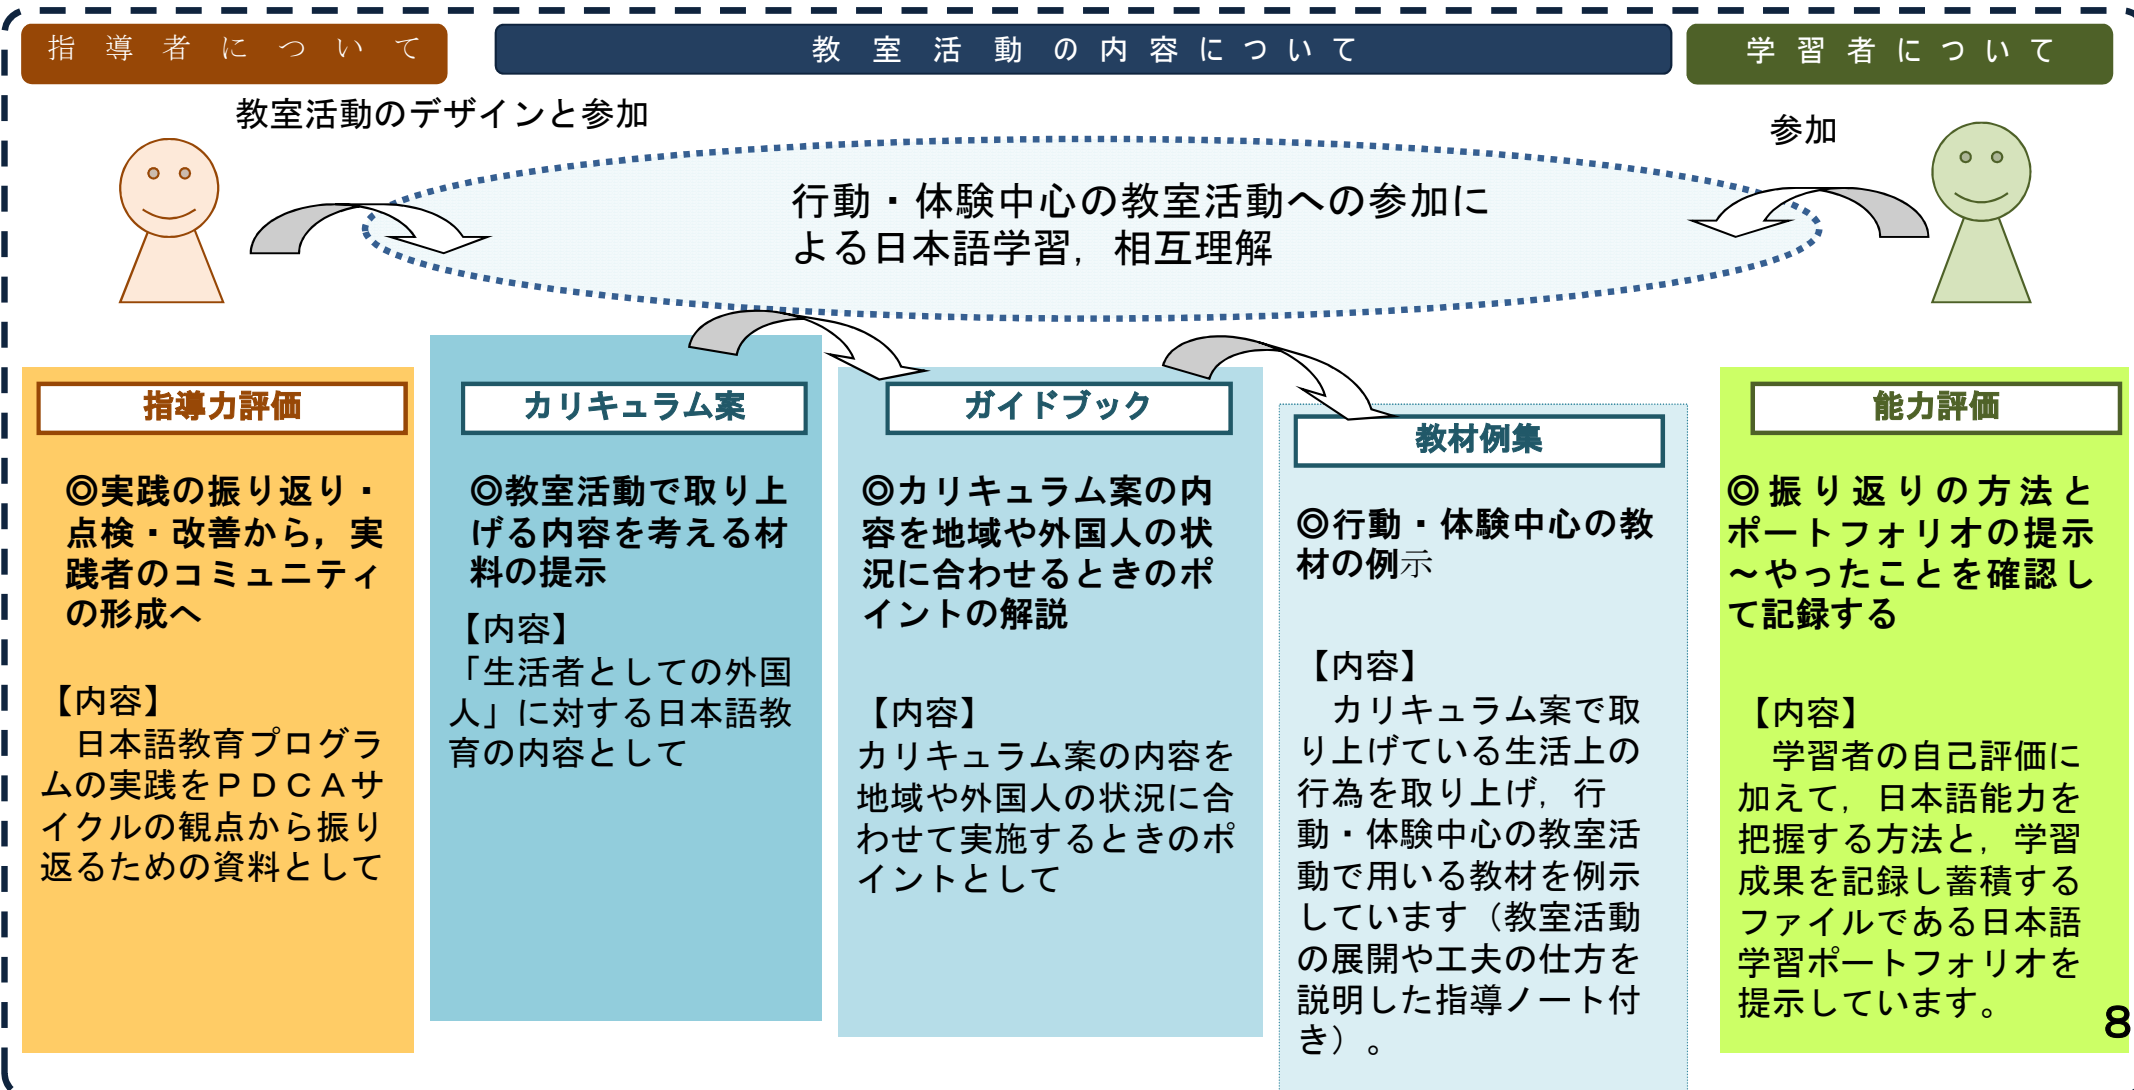 指導者について
教室活動の内容について
学習者について
教室活動のデザインと参加
参加
行動・体験中心の教室活動への参加に
よる日本語学習，相互理解
指導力評価
◎実践の振り返り・
点検・改善から，実
践者のコミュニティ
の形成へ
【内容】
日本語教育プログラ
ムの実践をＰＤＣＡサ
イクルの観点から振り
返るための資料として
カリキュラム案
◎教室活動で取り上
げる内容を考える材
料の提示
【内容】
「生活者としての外国
人」に対する日本語教
育の内容として
ガイドブック
◎カリキュラム案の内
容を地域や外国人の状
況に合わせるときのポ
イントの解説
【内容】
カリキュラム案の内容を
地域や外国人の状況に合
わせて実施するときのポ
イントとして
教材例集
◎行動・体験中心の教
材の例示
【内容】
カリキュラム案で取
り上げている生活上の
行為を取り上げ，行
動・体験中心の教室活
動で用いる教材を例示
しています（教室活動
の展開や工夫の仕方を
説明した指導ノート付
き）。
能力評価
◎振り返りの方法と
ポートフォリオの提示
～やったことを確認し
て記録する
【内容】
学習者の自己評価に
加えて，日本語能力を
把握する方法と，学習
成果を記録し蓄積する
ファイルである日本語
学習ポートフォリオを
提示しています。
8